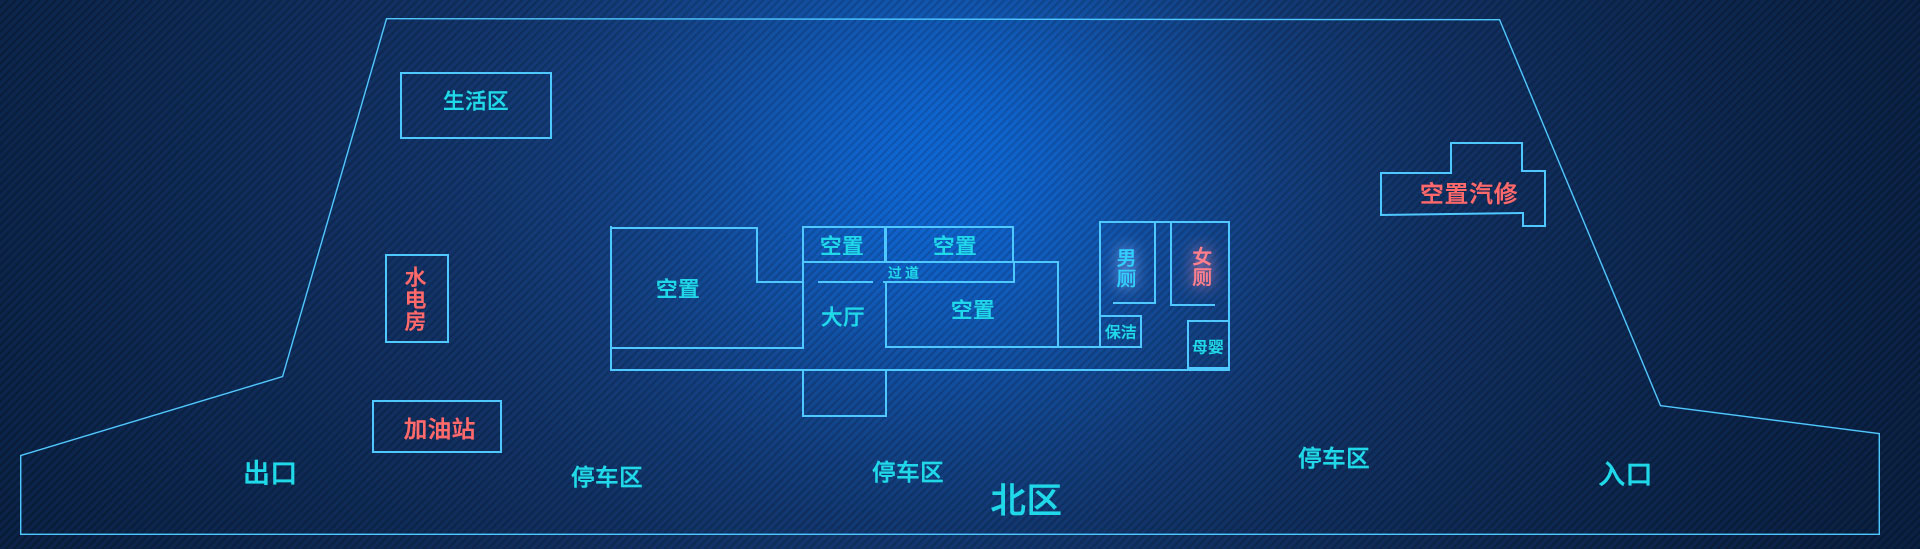 生活区
空置汽修
空置
空置
男厕
女厕
水电房
过道
空置
空置
大厅
保洁
母婴
加油站
出口
停车区
停车区
停车区
入口
北区